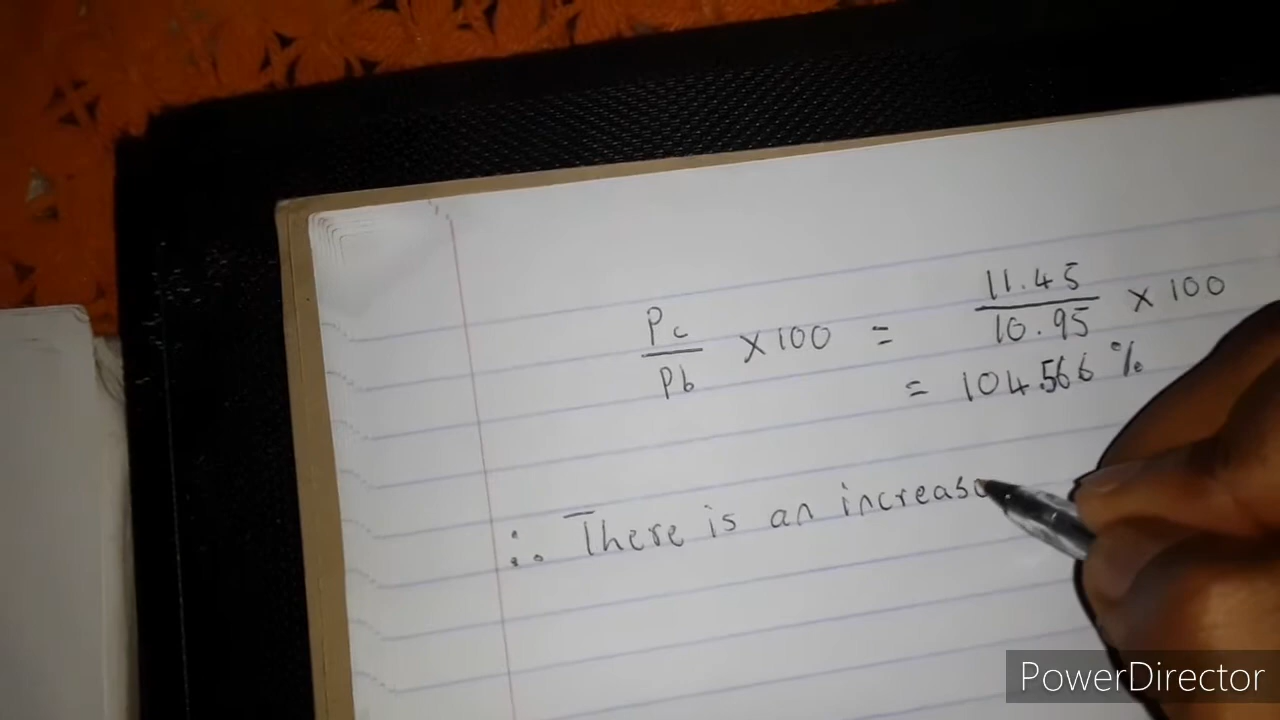 Pc/Pb × 100 = 11.45/10.95 × 100
= 104.566 %
∴ There is an increase
PowerDirector